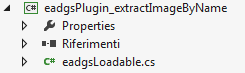 eadgsPlugin_extractImageByName
Properties
Riferimenti
eadgsLoadable.cs